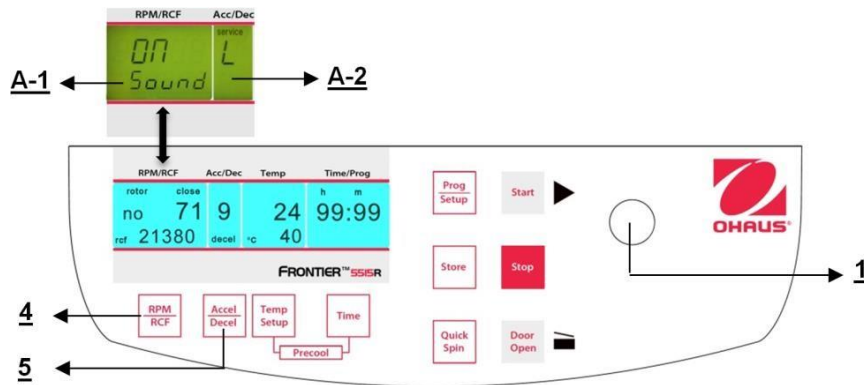 RPM/RCF Acc/Dec
service
ON L
Sound
A-1 A-2
RPM/RCF Acc/Dec Temp Time/Prog
rotor close h m
no 71 9 24 99:99
rcf 21380 decel °C 40
FRONTIER™ 5515R
RPM
RCF
Accel
Decel
Temp
Setup
Time
Precool
Prog
Setup
Start
Store
Stop
Quick
Spin
Door
Open
OHAUS®
1
4
5